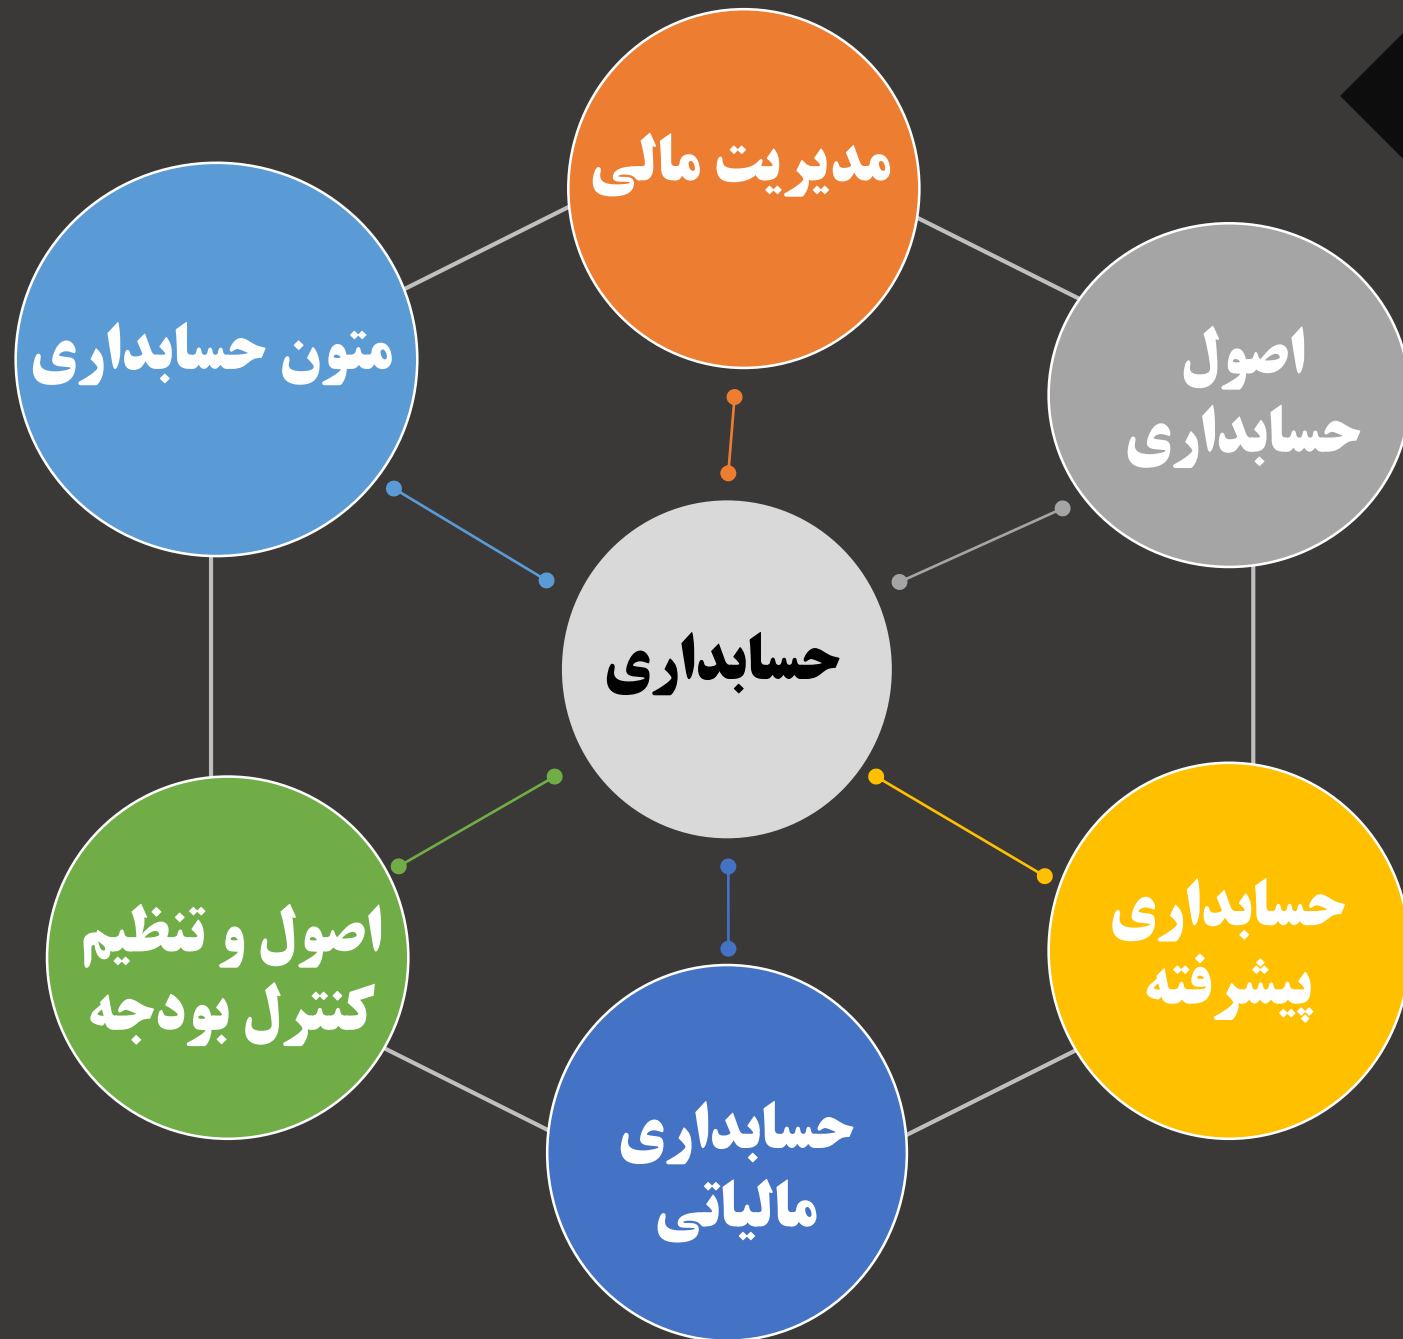 مدیریت مالی
متون حسابداری
اصول
حسابداری
حسابداری
اصول و تنظیم
کنترل بودجه
حسابداری
پیشرفته
حسابداری
مالیاتی